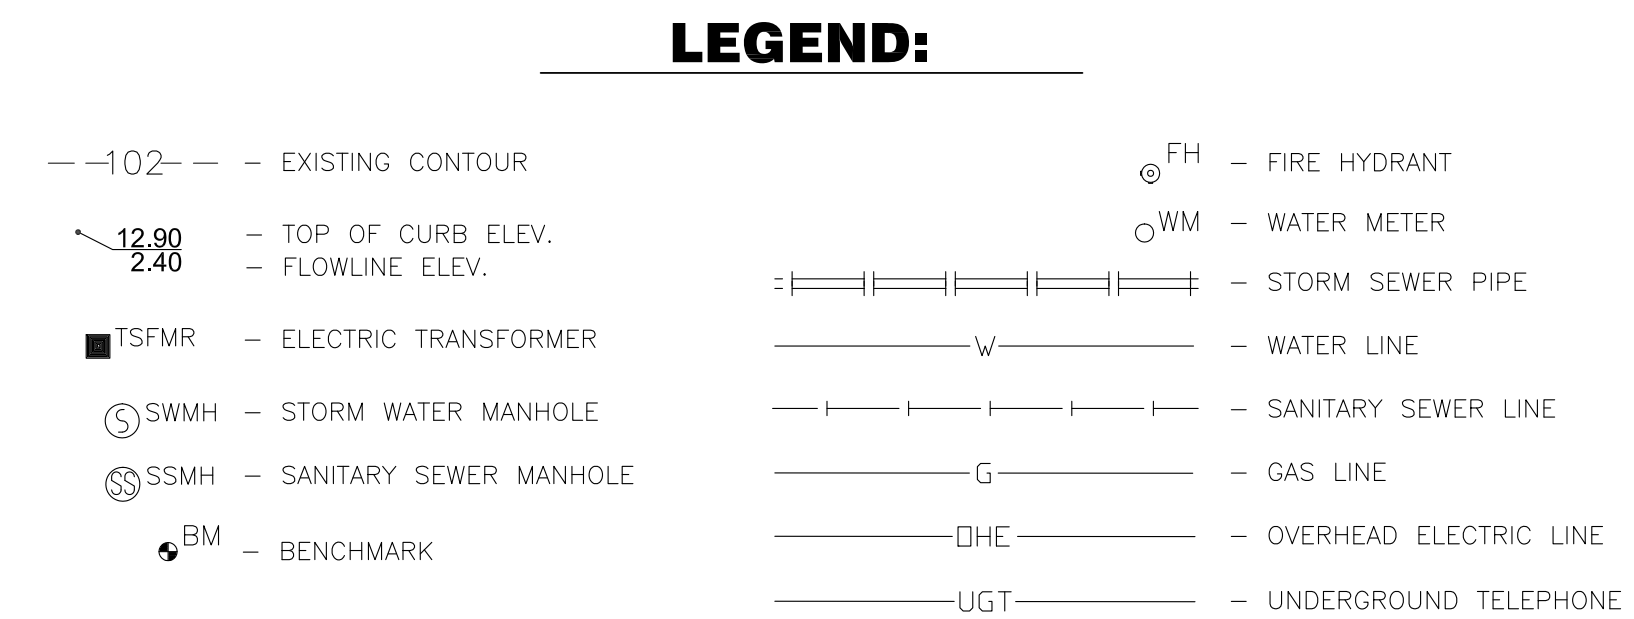 LEGEND:
102 – EXISTING CONTOUR
12.90 – TOP OF CURB ELEV.
2.40 – FLOWLINE ELEV.
TSFMR – ELECTRIC TRANSFORMER
S SWMH – STORM WATER MANHOLE
SS SSMH – SANITARY SEWER MANHOLE
BM – BENCHMARK
FH – FIRE HYDRANT
WM – WATER METER
– STORM SEWER PIPE
W – WATER LINE
– SANITARY SEWER LINE
G – GAS LINE
OHE – OVERHEAD ELECTRIC LINE
UGT – UNDERGROUND TELEPHONE